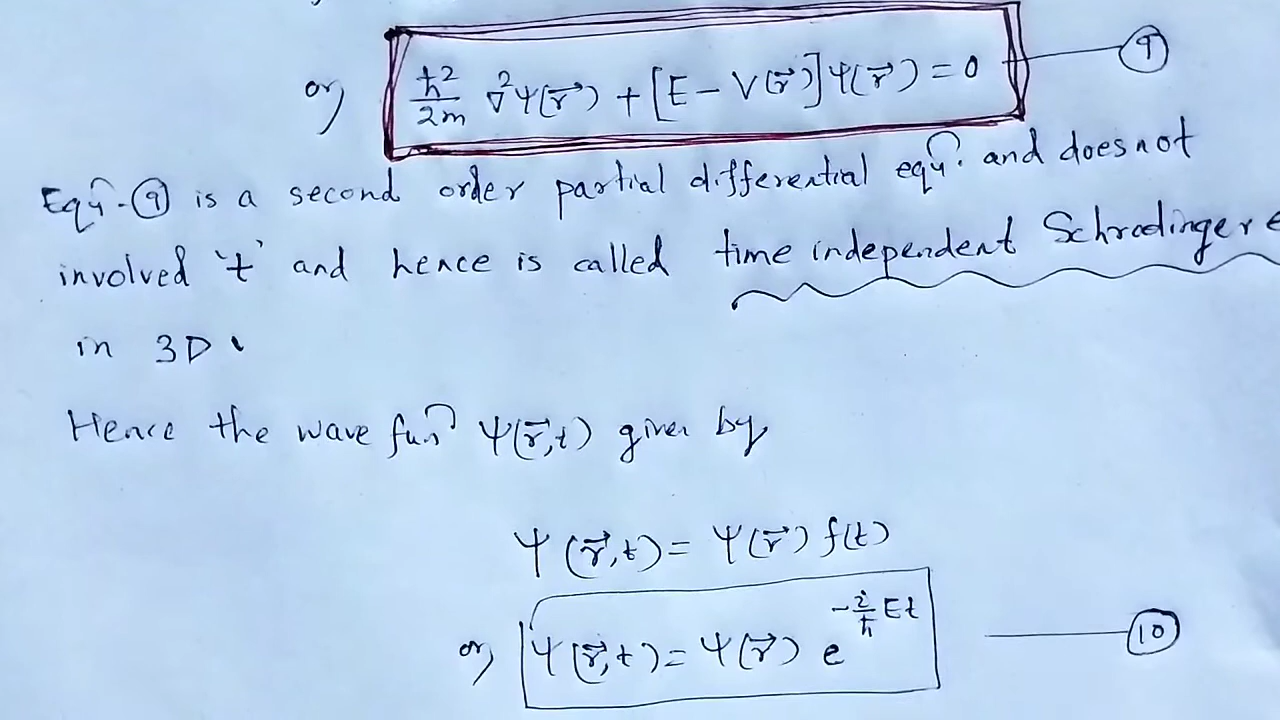 or, ħ²/2m ∇²Ψ(r⃗) + [E - V(r⃗)]Ψ(r⃗) = 0 — 9
Eqⁿ- 9 is a second order partial differential eqⁿ. and does not
involved 't' and hence is called time independent Schrodinger
in 3D.
Hence the wave funⁿ Ψ(r⃗,t) given by
Ψ(r⃗,t) = Ψ(r⃗) f(t)
or, Ψ(r⃗,t) = Ψ(r⃗) e^(-i/ħ Et) — 10